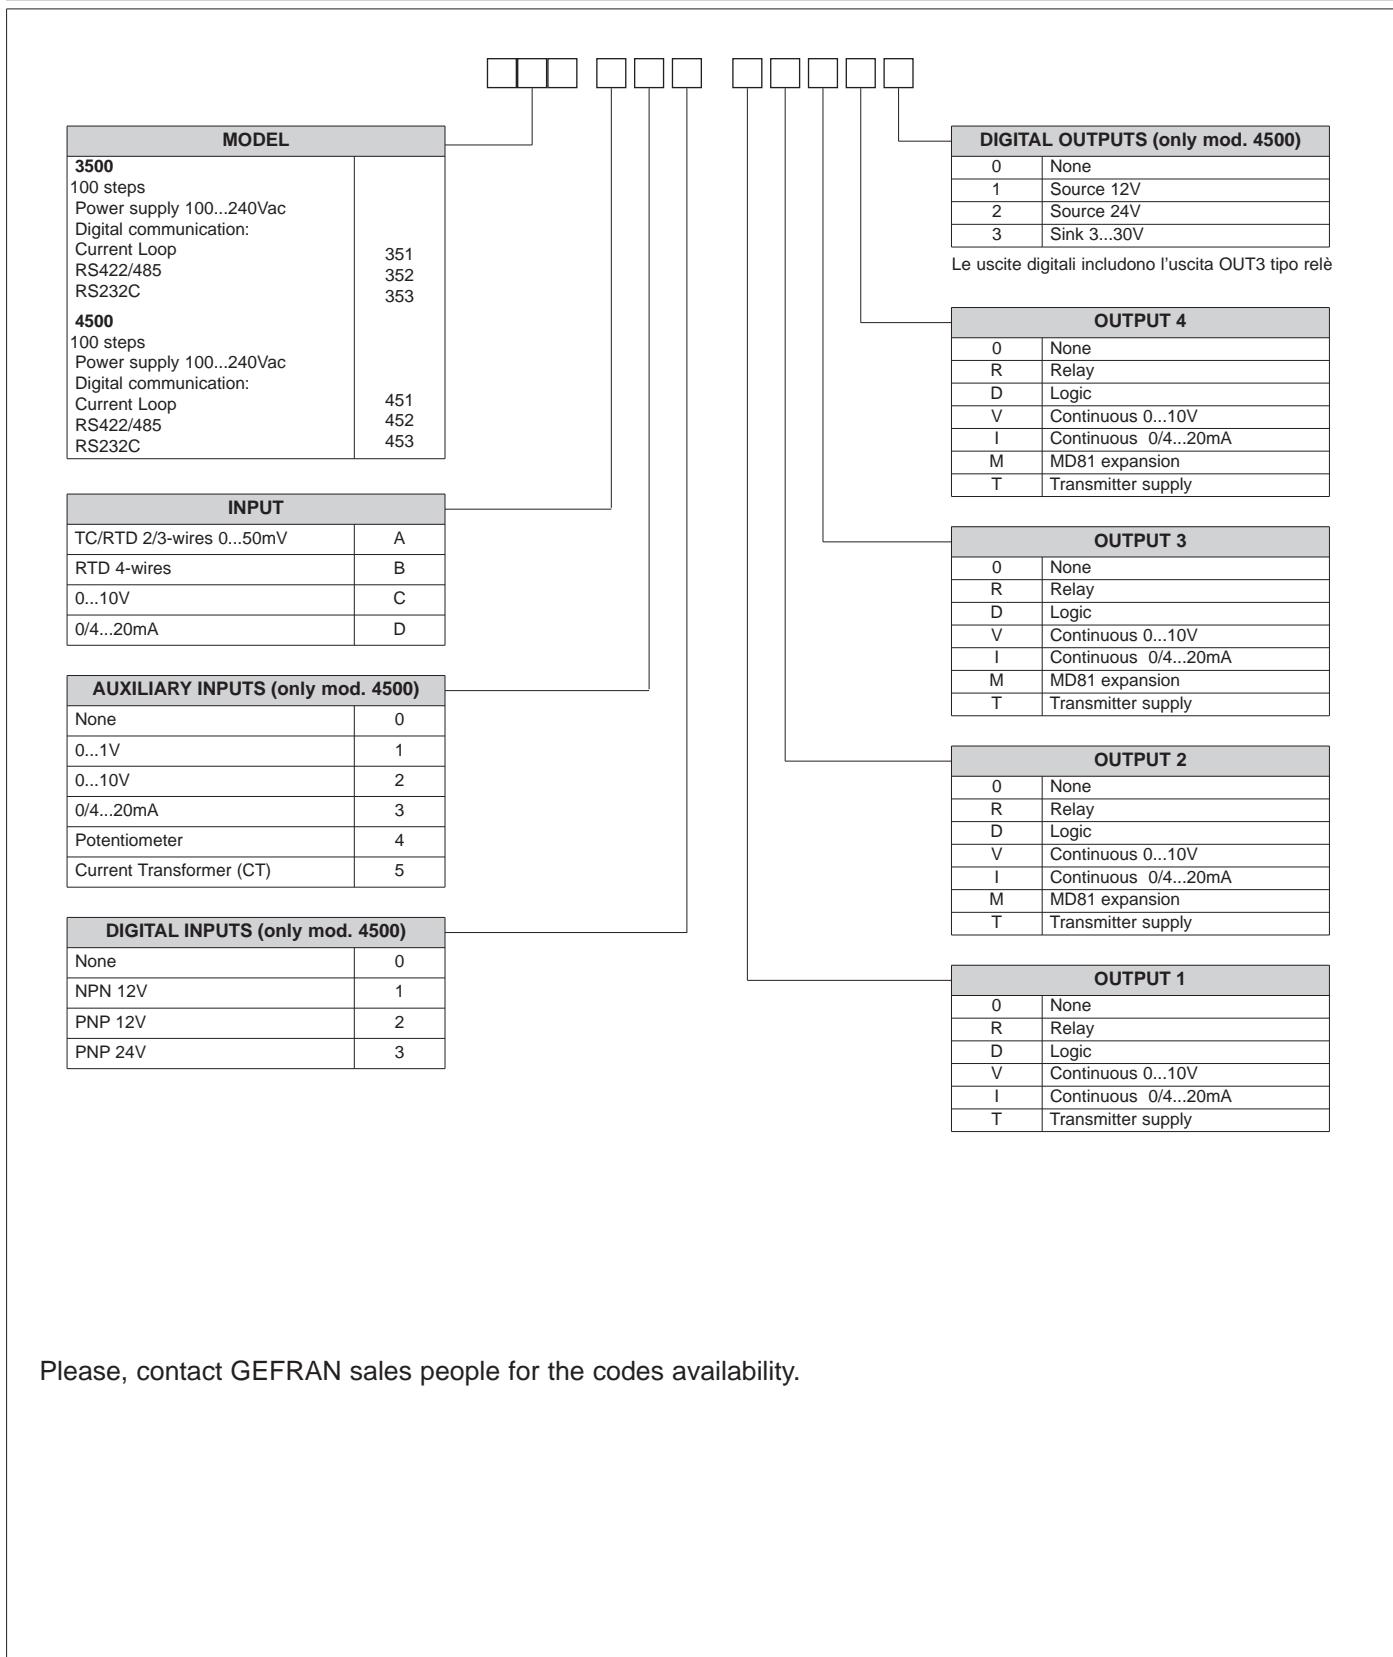 MODEL
3500
100 steps
Power supply 100...240Vac
Digital communication:
Current Loop 351
RS422/485 352
RS232C 353
4500
100 steps
Power supply 100...240Vac
Digital communication:
Current Loop 451
RS422/485 452
RS232C 453
INPUT
TC/RTD 2/3-wires 0...50mV A
RTD 4-wires B
0...10V C
0/4...20mA D
AUXILIARY INPUTS (only mod. 4500)
None 0
0...1V 1
0...10V 2
0/4...20mA 3
Potentiometer 4
Current Transformer (CT) 5
DIGITAL INPUTS (only mod. 4500)
None 0
NPN 12V 1
PNP 12V 2
PNP 24V 3
DIGITAL OUTPUTS (only mod. 4500)
0 None
1 Source 12V
2 Source 24V
3 Sink 3...30V
Le uscite digitali includono l'uscita OUT3 tipo relè
OUTPUT 4
0 None
R Relay
D Logic
V Continuous 0...10V
I Continuous 0/4...20mA
M MD81 expansion
T Transmitter supply
OUTPUT 3
0 None
R Relay
D Logic
V Continuous 0...10V
I Continuous 0/4...20mA
M MD81 expansion
T Transmitter supply
OUTPUT 2
0 None
R Relay
D Logic
V Continuous 0...10V
I Continuous 0/4...20mA
M MD81 expansion
T Transmitter supply
OUTPUT 1
0 None
R Relay
D Logic
V Continuous 0...10V
I Continuous 0/4...20mA
T Transmitter supply
Please, contact GEFRAN sales people for the codes availability.